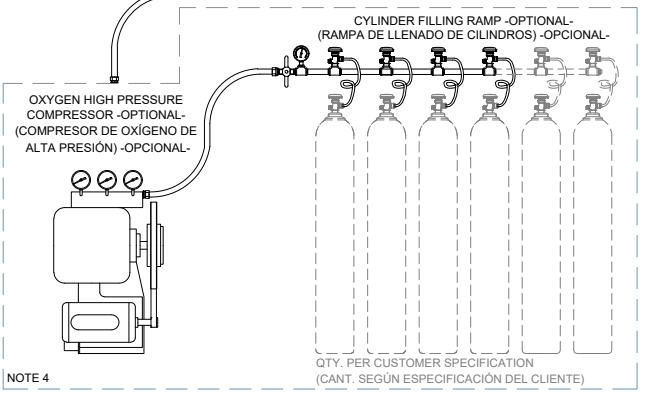 CYLINDER FILLING RAMP -OPTIONAL-
(RAMPA DE LLENADO DE CILINDROS) -OPCIONAL-
OXYGEN HIGH PRESSURE
COMPRESSOR -OPTIONAL-
(COMPRESOR DE OXÍGENO DE
ALTA PRESIÓN) -OPCIONAL-
QTY. PER CUSTOMER SPECIFICATION
(CANT. SEGÚN ESPECIFICACIÓN DEL CLIENTE)
NOTE 4